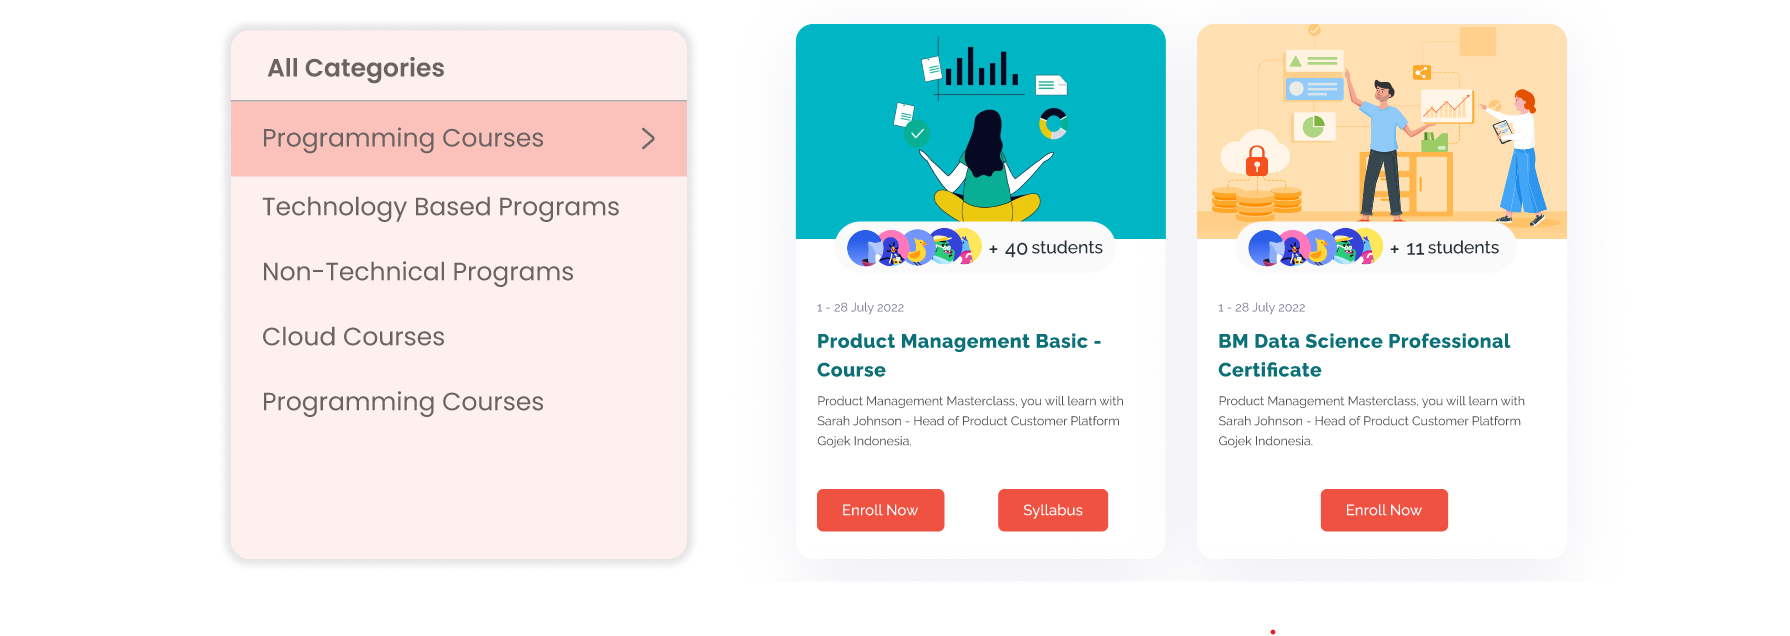 All Categories
Programming Courses
Technology Based Programs
Non-Technical Programs
Cloud Courses
Programming Courses
+ 40 students
1 - 28 July 2022
Product Management Basic -
Course
Product Management Masterclass, you will learn with
Sarah Johnson - Head of Product Customer Platform
Gojek Indonesia.
Enroll Now
Syllabus
+ 11 students
1 - 28 July 2022
BM Data Science Professional
Certificate
Product Management Masterclass, you will learn with
Sarah Johnson - Head of Product Customer Platform
Gojek Indonesia.
Enroll Now